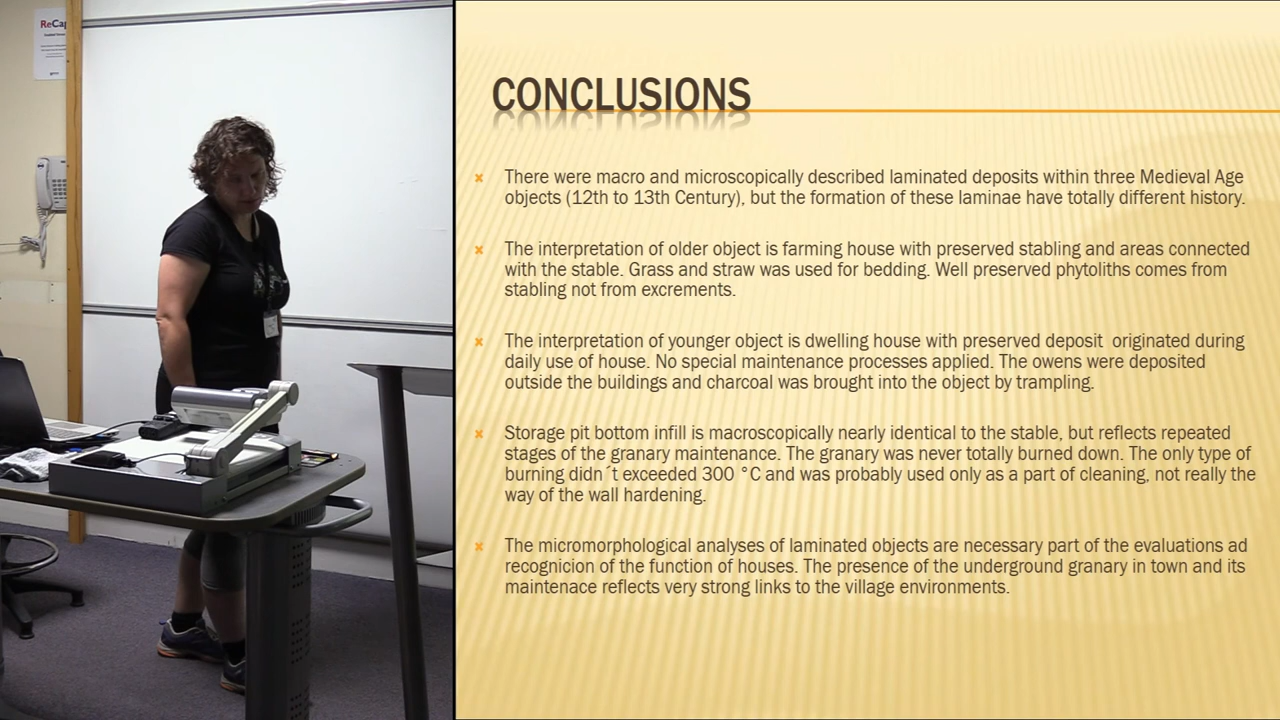 ReCap
CONCLUSIONS
There were macro and microscopically described laminated deposits within three Medieval Age
objects (12th to 13th Century), but the formation of these laminae have totally different history.
The interpretation of older object is farming house with preserved stabling and areas connected
with the stable. Grass and straw was used for bedding. Well preserved phytoliths comes from
stabling not from excrements.
The interpretation of younger object is dwelling house with preserved deposit originated during
daily use of house. No special maintenance processes applied. The owens were deposited
outside the buildings and charcoal was brought into the object by trampling.
Storage pit bottom infill is macroscopically nearly identical to the stable, but reflects repeated
stages of the granary maintenance. The granary was never totally burned down. The only type of
burning didn´t exceeded 300 °C and was probably used only as a part of cleaning, not really the
way of the wall hardening.
The micromorphological analyses of laminated objects are necessary part of the evaluations ad
recognicion of the function of houses. The presence of the underground granary in town and its
maintenace reflects very strong links to the village environments.